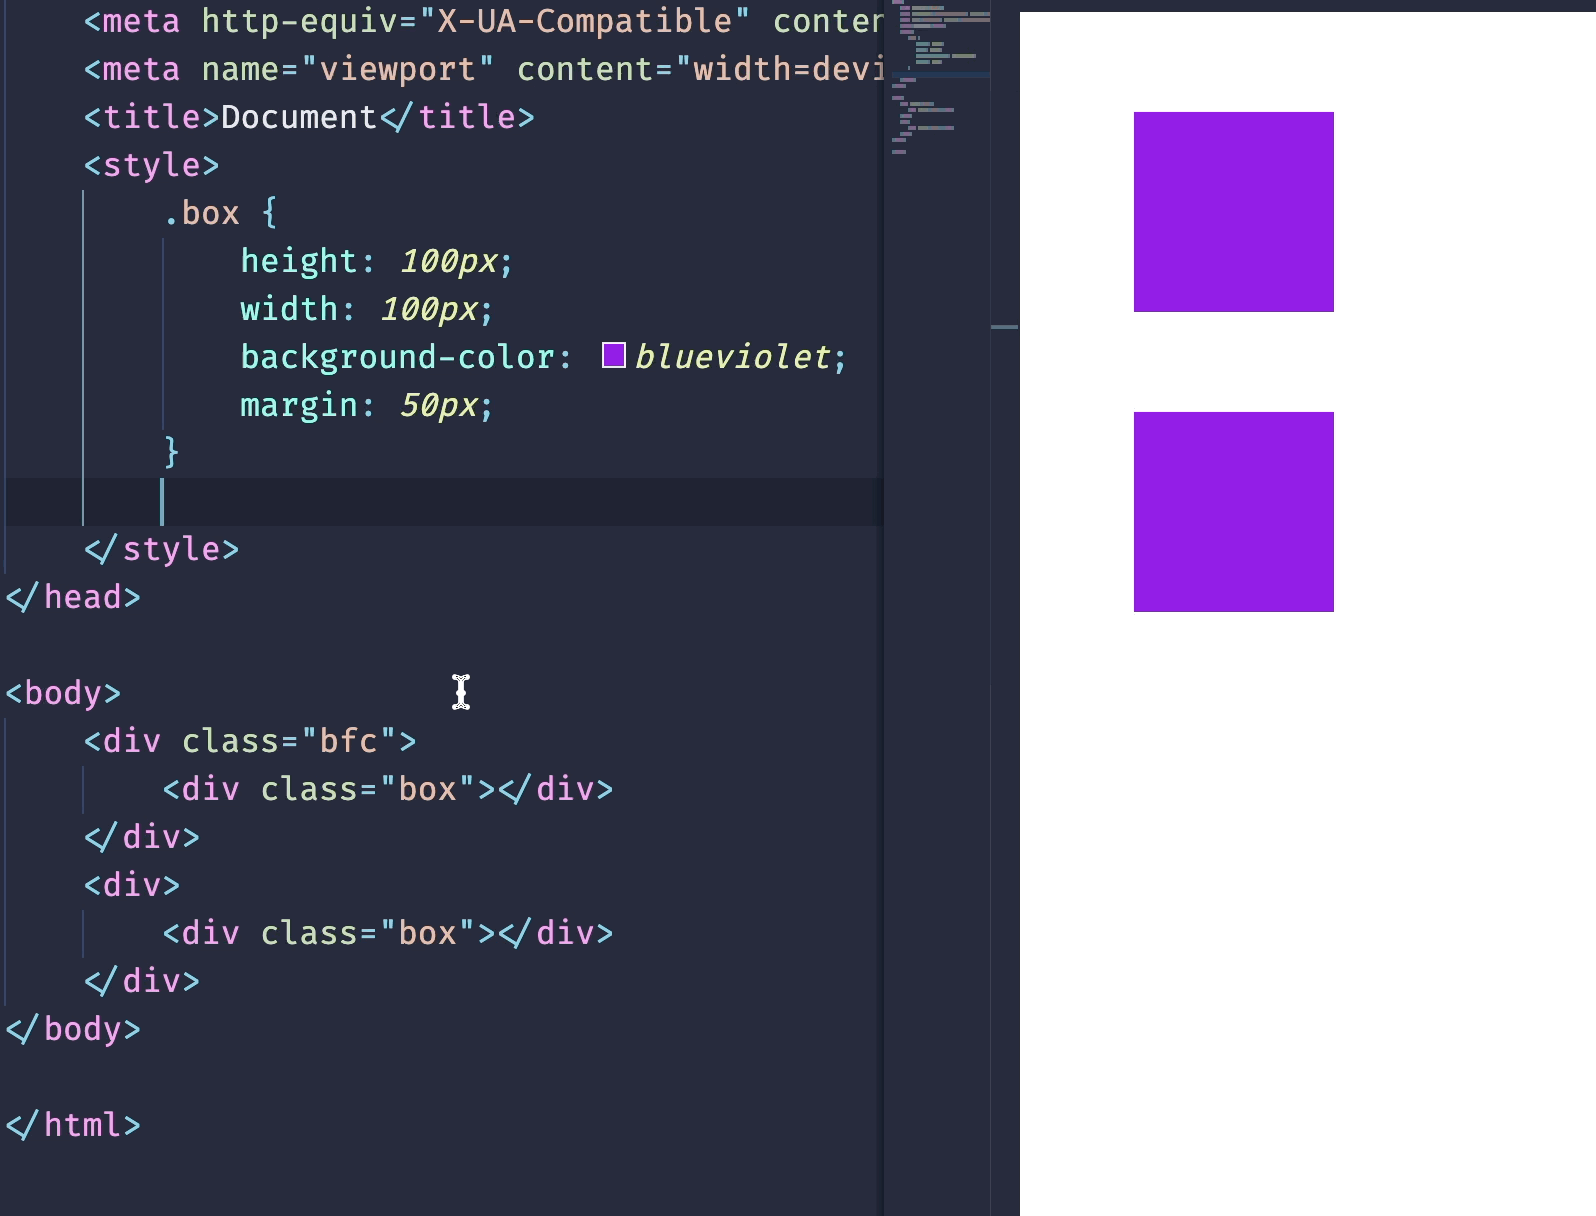 <meta http-equiv="X-UA-Compatible" conten
<meta name="viewport" content="width=devi
<title>Document</title>
<style>
.box {
height: 100px;
width: 100px;
background-color: blueviolet;
margin: 50px;
}
</style>
</head>
<body>
<div class="bfc">
<div class="box"></div>
</div>
<div>
<div class="box"></div>
</div>
</body>
</html>